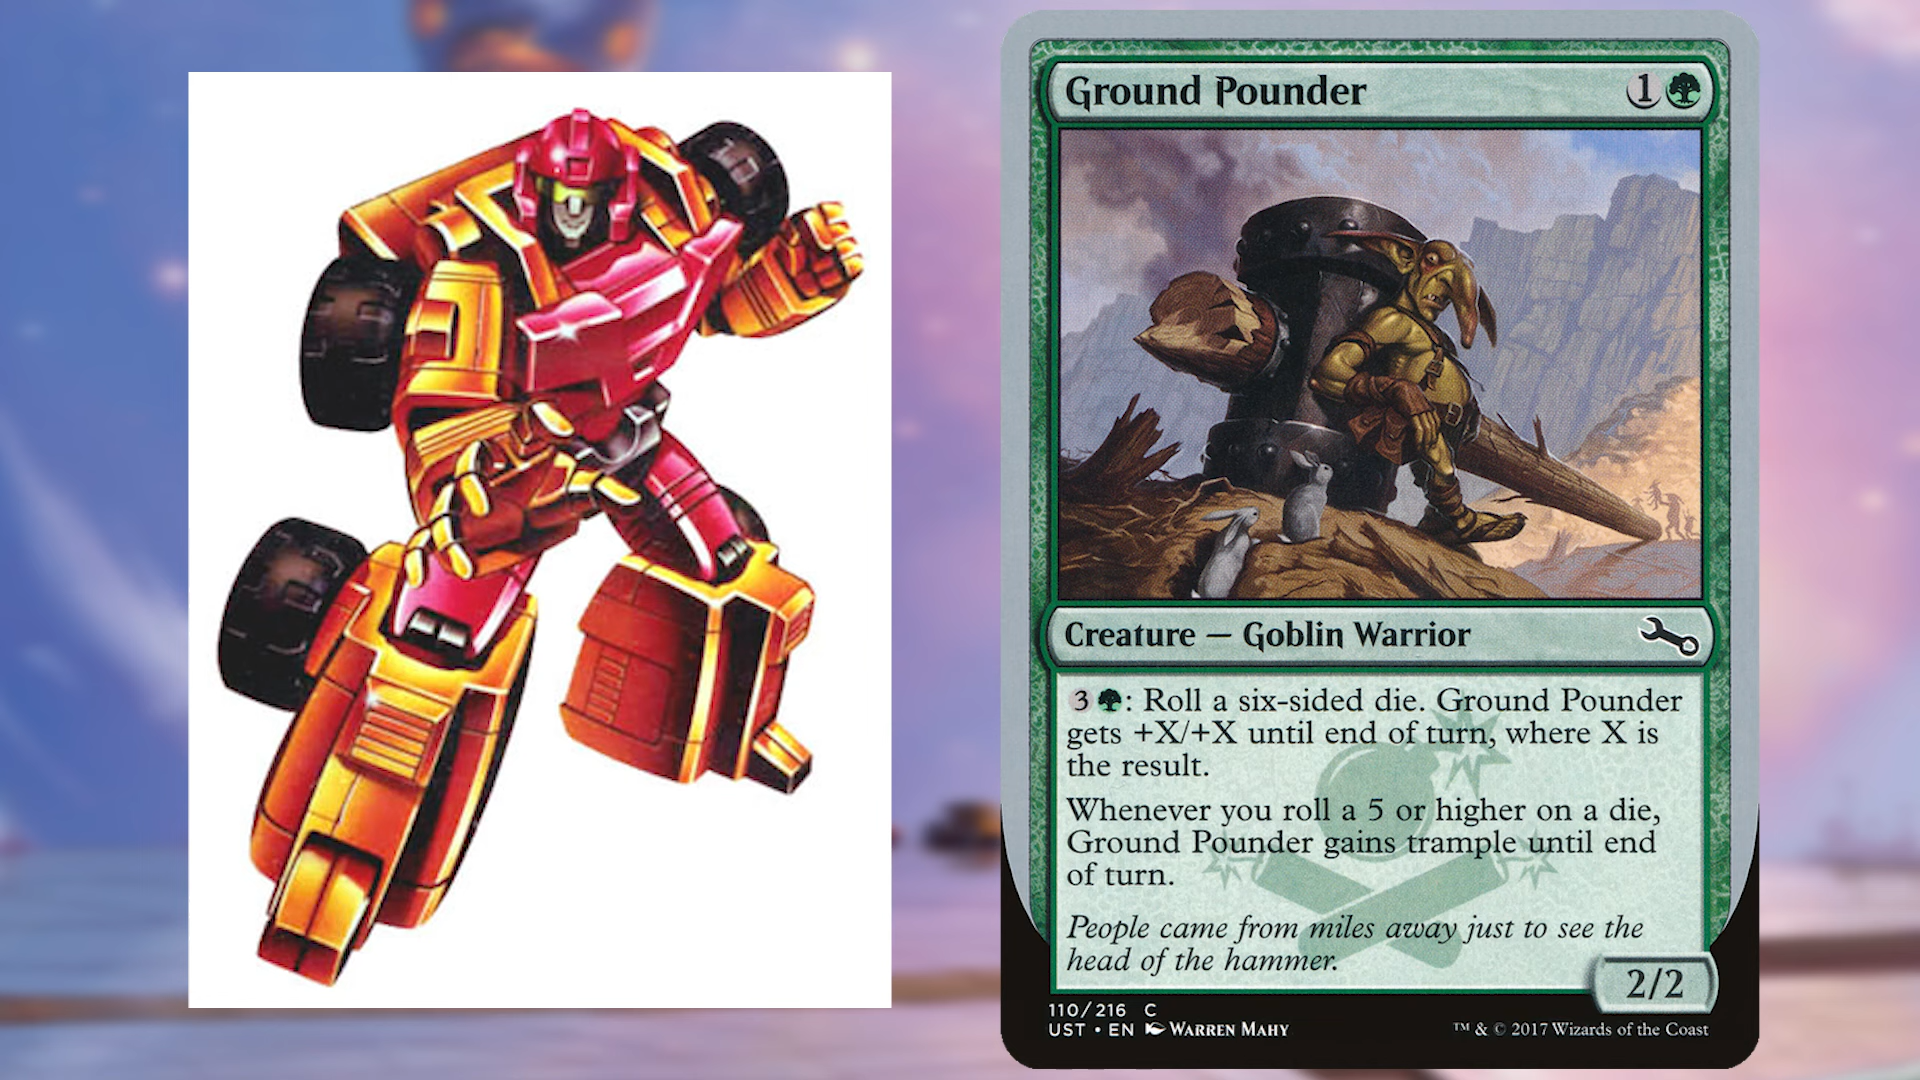 Ground Pounder 1
Creature — Goblin Warrior
3 : Roll a six-sided die. Ground Pounder
gets +X/+X until end of turn, where X is
the result.
Whenever you roll a 5 or higher on a die,
Ground Pounder gains trample until end
of turn.
People came from miles away just to see the
head of the hammer.
2/2
110/216 C
UST • EN Warren Mahy
™ & © 2017 Wizards of the Coast